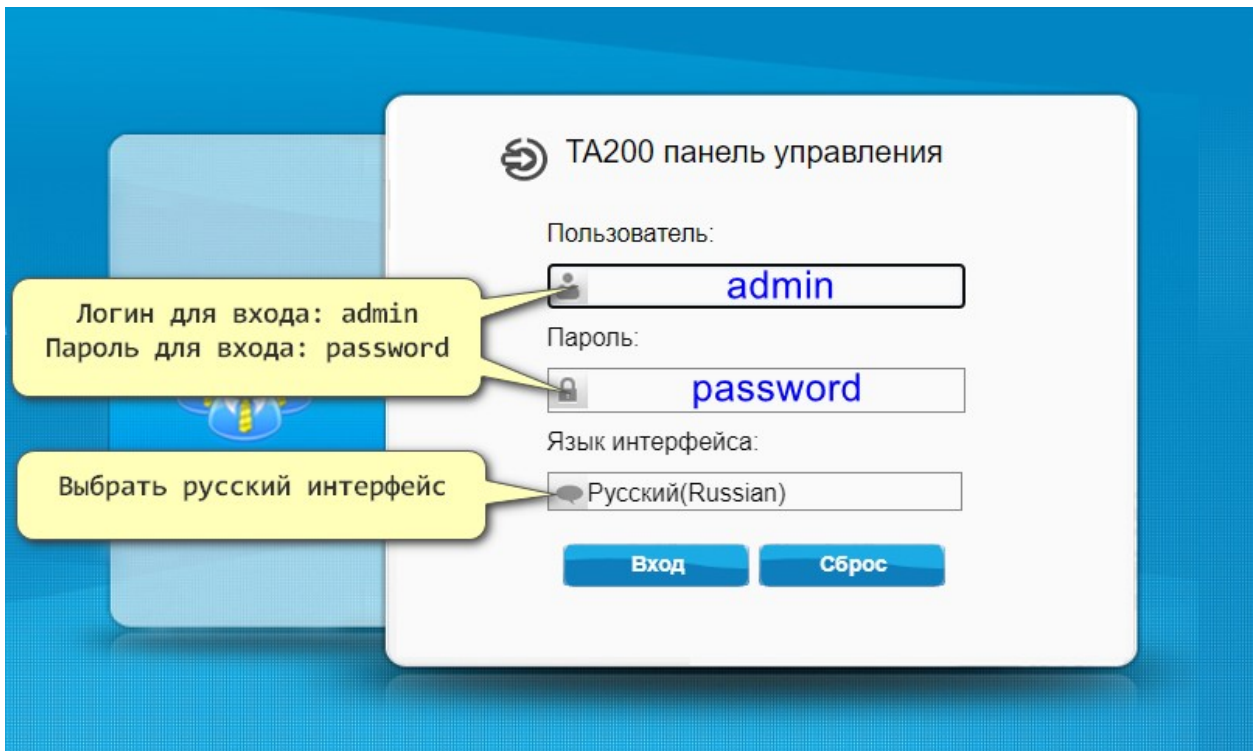 TA200 панель управления
Пользователь:
admin
Логин для входа: admin
Пароль для входа: password
Пароль:
password
Язык интерфейса:
Выбрать русский интерфейс
Русский(Russian)
Вход
Сброс